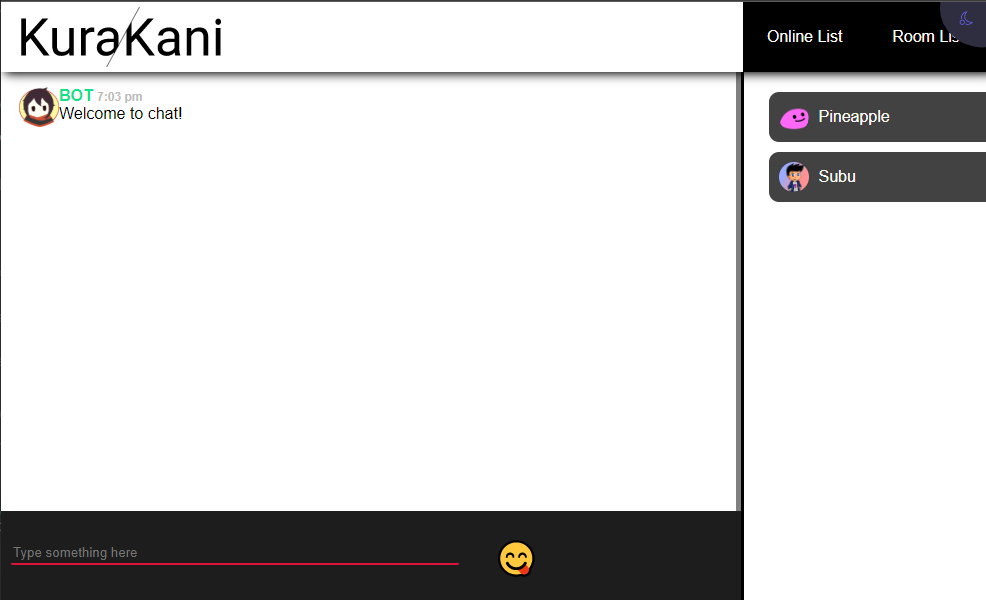 KuraKani
Online List
Room Lis
BOT 7:03 pm
Welcome to chat!
Pineapple
Subu
Type something here